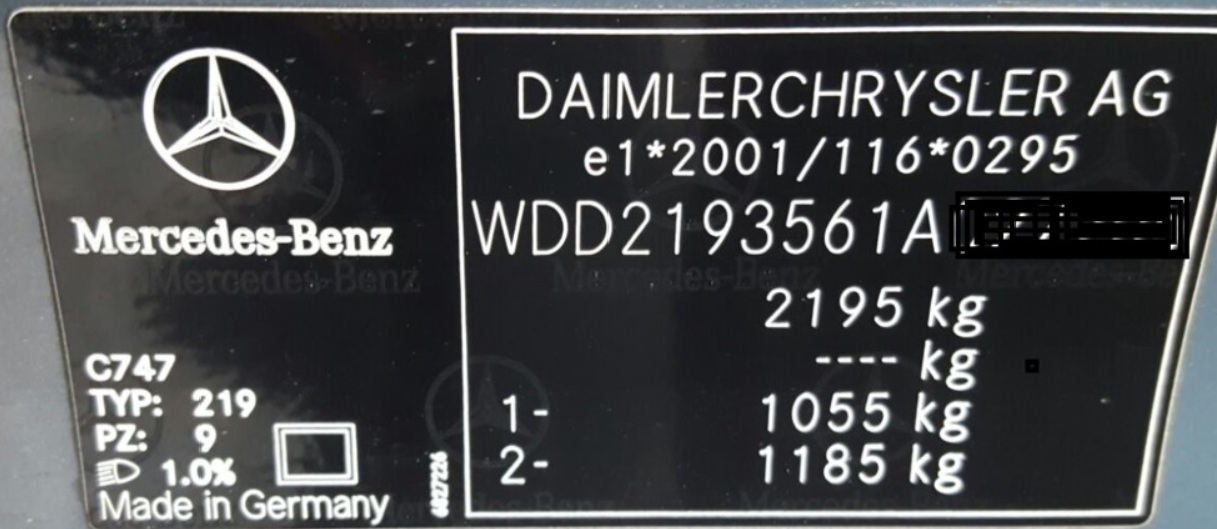 Mercedes-Benz
C747
TYP: 219
PZ: 9
1.0%
Made in Germany
DAIMLERCHRYSLER AG
e1*2001/116*0295
WDD2193561A
2195 kg
---- kg
1- 1055 kg
2- 1185 kg